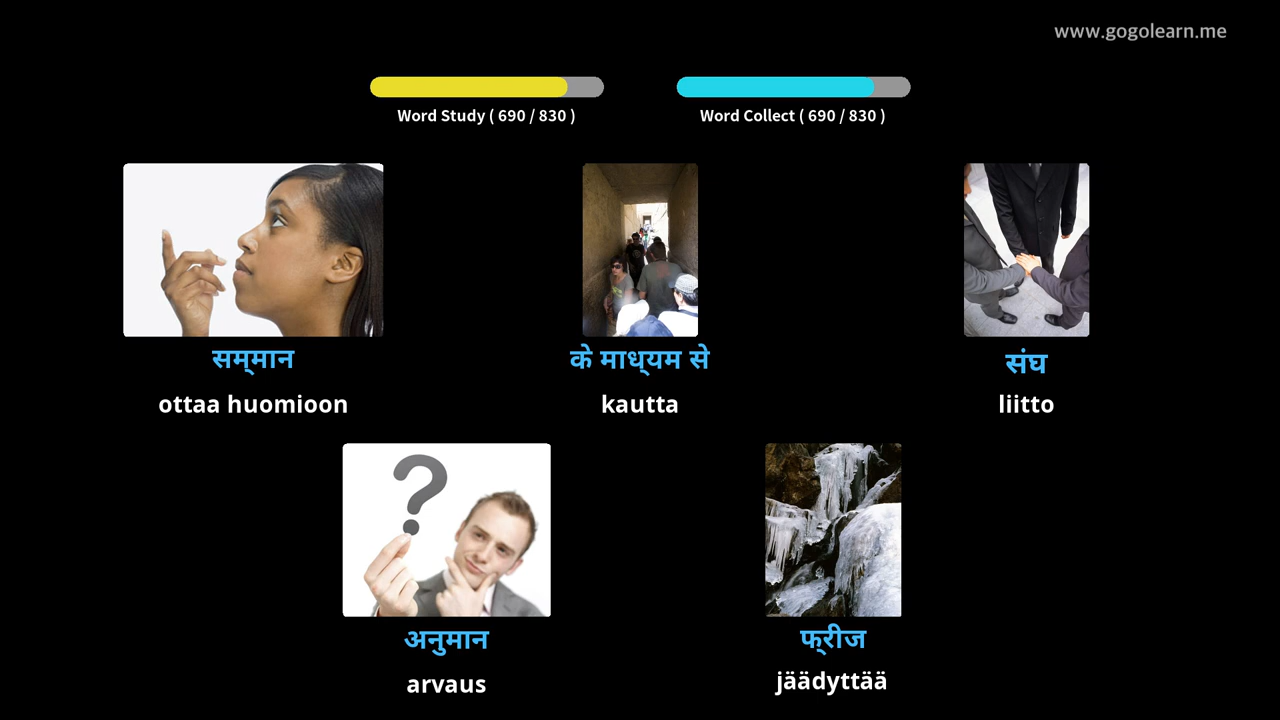 www.gogolearn.me
Word Study ( 690 / 830 )
Word Collect ( 690 / 830 )
सम्मान
के माध्यम से
संघ
ottaa huomioon
kautta
liitto
अनुमान
फ्रीज
arvaus
jäädyttää